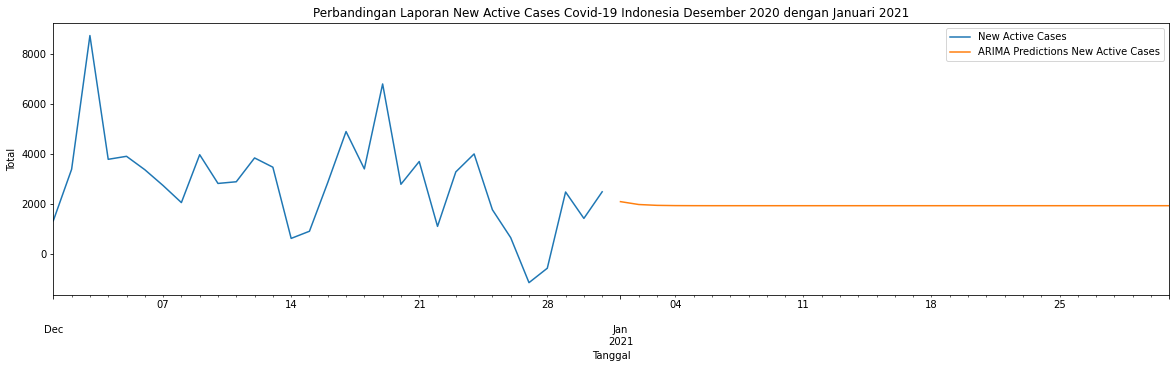 Perbandingan Laporan New Active Cases Covid-19 Indonesia Desember 2020 dengan Januari 2021
New Active Cases
ARIMA Predictions New Active Cases
8000
6000
4000
2000
0
Total
07 14 21 28 04 11 18 25
Dec Jan
2021
Tanggal